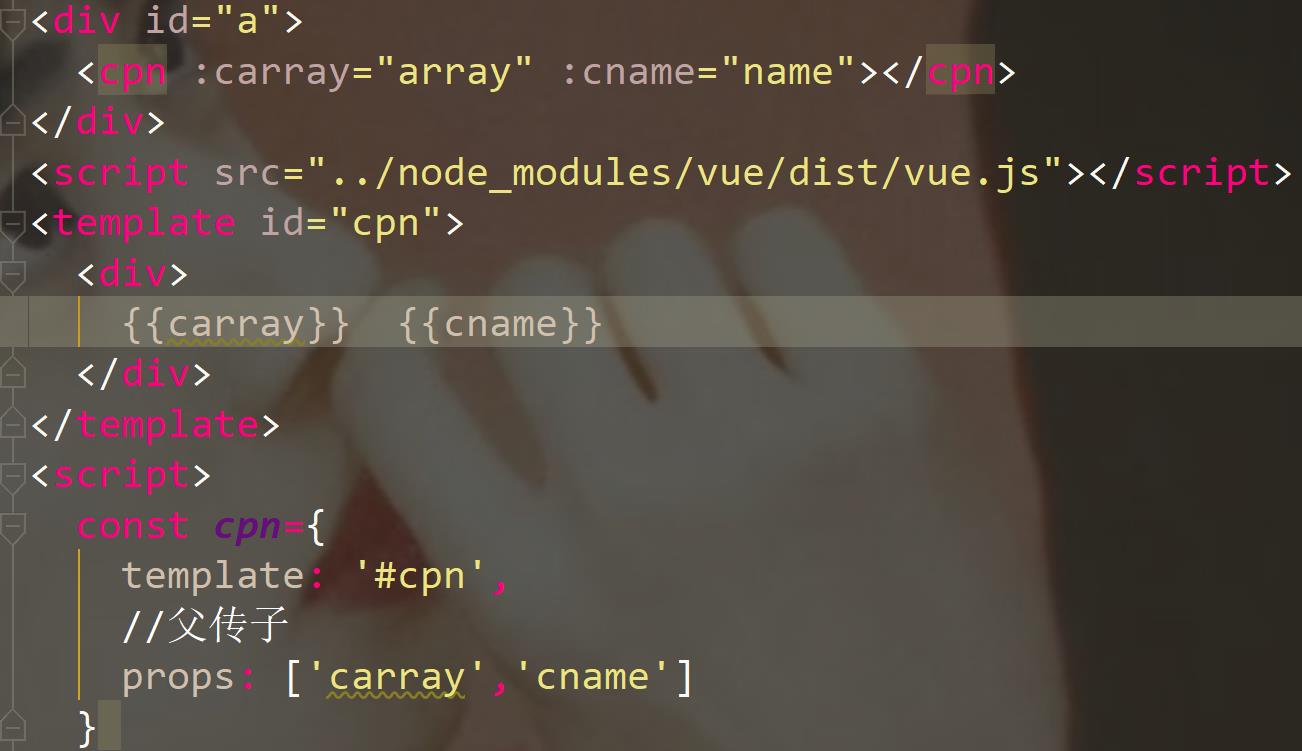 <div id="a">
<cpn :carray="array" :cname="name"></cpn>
</div>
<script src="../node_modules/vue/dist/vue.js"></script>
<template id="cpn">
<div>
{{carray}}  {{cname}}
</div>
</template>
<script>
const cpn={
template: '#cpn',
//父传子
props: ['carray','cname']
}